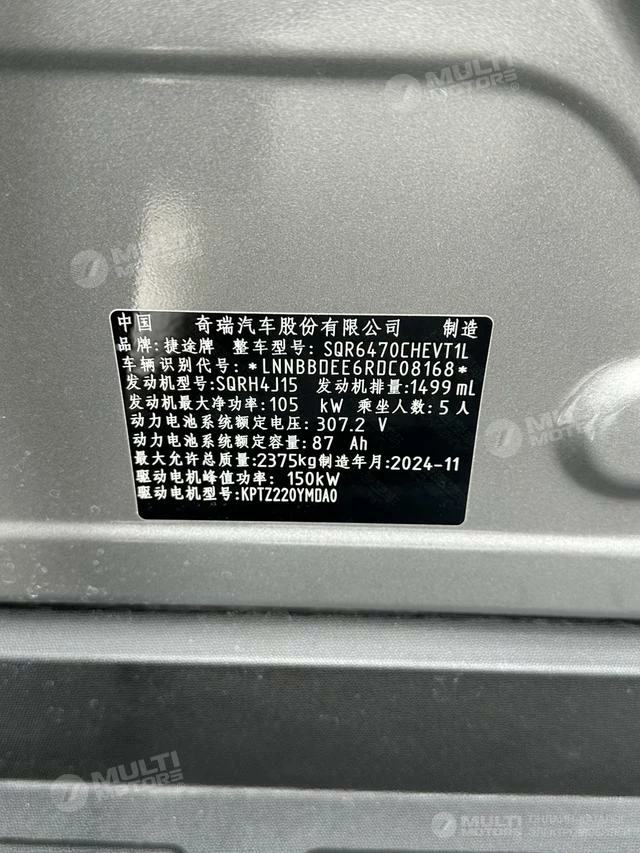 MULTI
MOTORS
MULTI
MOTORS
中国 奇瑞汽车股份有限公司 制造
品牌:捷途牌 整车型号: SQR6470CHEVT1L
车辆识别代号: *LNNBBDEE6RDC08168*
发动机型号:SQRH4J15 发动机排量:1499 mL
发动机最大净功率:105 kW 乘坐人数:5 人
动力电池系统额定电压:307.2 V
动力电池系统额定容量:87 Ah
最大允许总质量:2375kg制造年月:2024-11
驱动电机峰值功率: 150kW
驱动电机型号:KPTZ220YMDA0
MULTI
MOTORS
MULTI
MOTORS
MULTI
MOTORS
ОНЛАЙН-КАТАЛОГ
ЭЛЕКТРОМОБИЛЕЙ